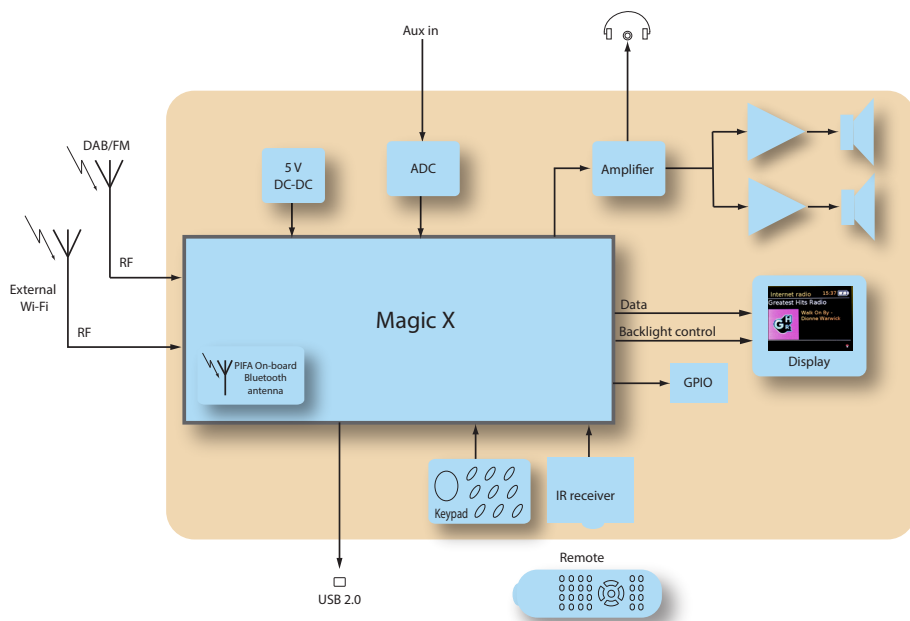 Aux in
DAB/FM
5 V
DC-DC
ADC
Amplifier
RF
External
Wi-Fi
RF
Magic X
PIFA On-board
Bluetooth
antenna
Data
Backlight control
Internet radio 15:37
Greatest Hits Radio
Walk On By -
Dionne Warwick
GHR
Display
GPIO
Keypad
IR receiver
Remote
USB 2.0